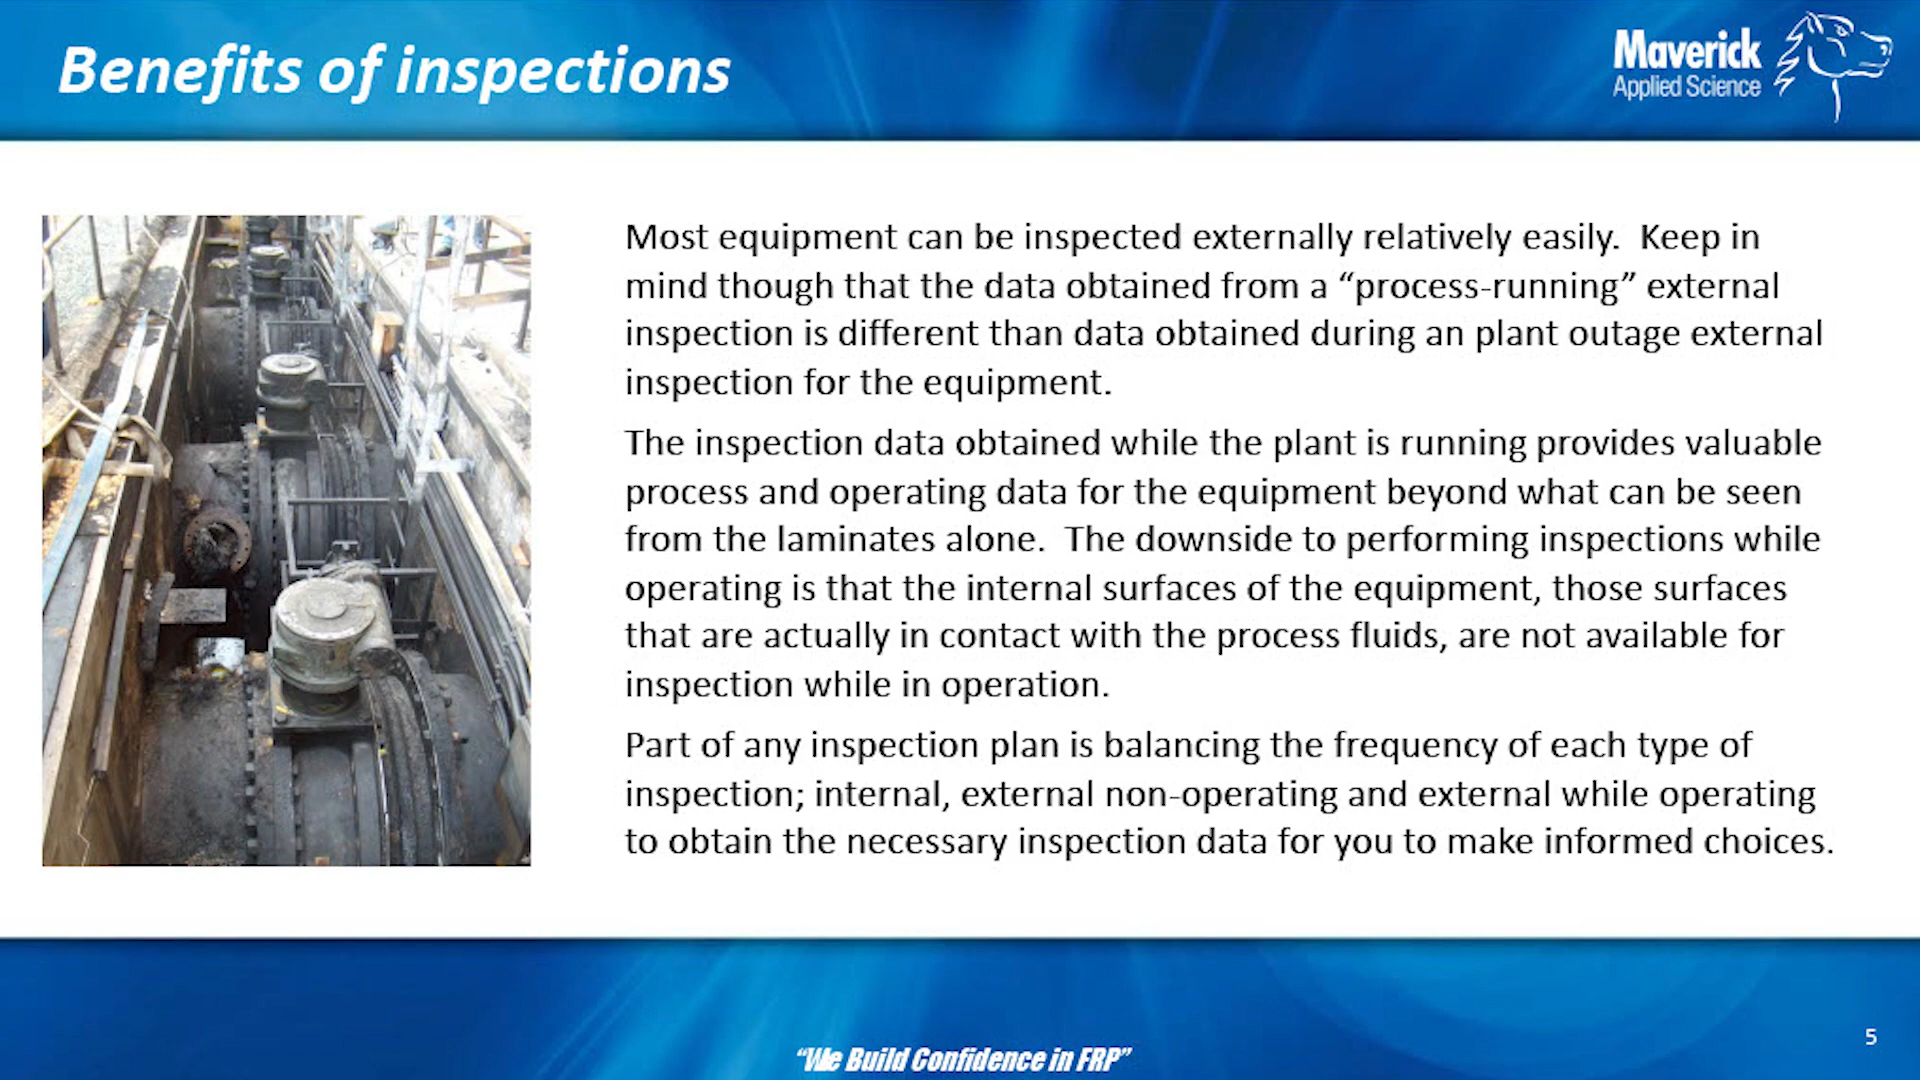 Benefits of inspections
Maverick
Applied Science
Most equipment can be inspected externally relatively easily.  Keep in
mind though that the data obtained from a “process-running” external
inspection is different than data obtained during an plant outage external
inspection for the equipment.
The inspection data obtained while the plant is running provides valuable
process and operating data for the equipment beyond what can be seen
from the laminates alone.  The downside to performing inspections while
operating is that the internal surfaces of the equipment, those surfaces
that are actually in contact with the process fluids, are not available for
inspection while in operation.
Part of any inspection plan is balancing the frequency of each type of
inspection; internal, external non-operating and external while operating
to obtain the necessary inspection data for you to make informed choices.
5
“We Build Confidence in FRP”